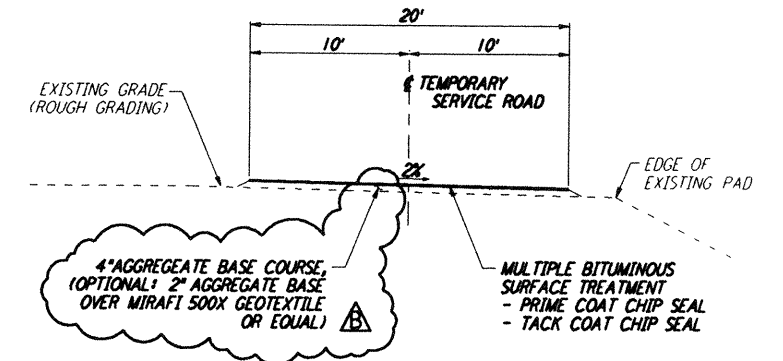 20'
10' 10'
EXISTING GRADE
(ROUGH GRADING)
℄ TEMPORARY
SERVICE ROAD
2%
EDGE OF
EXISTING PAD
4" AGGREGEATE BASE COURSE,
(OPTIONAL: 2" AGGREGATE BASE
OVER MIRAFI 500X GEOTEXTILE
OR EQUAL)
B
MULTIPLE BITUMINOUS
SURFACE TREATMENT
- PRIME COAT CHIP SEAL
- TACK COAT CHIP SEAL